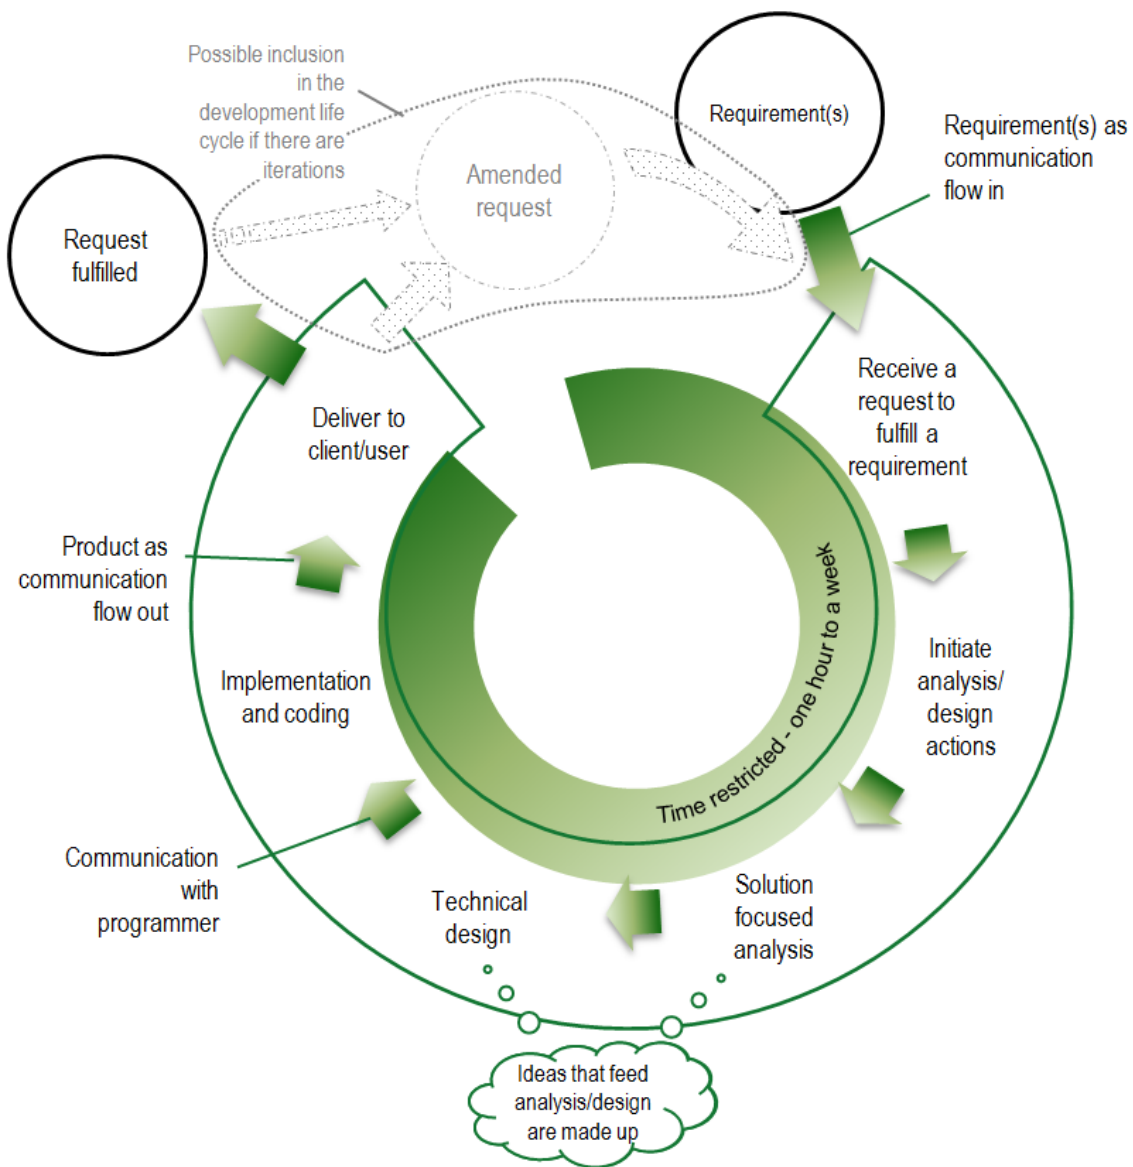 Possible inclusion
in the
development life
cycle if there are
iterations
Requirement(s)
Requirement(s) as
communication
flow in
Amended
request
Request
fulfilled
Receive a
request to
fulfill a
requirement
Deliver to
client/user
Product as
communication
flow out
Time restricted - one hour to a week
Initiate
analysis/
design
actions
Implementation
and coding
Communication
with
programmer
Technical
design
Solution
focused
analysis
Ideas that feed
analysis/design
are made up